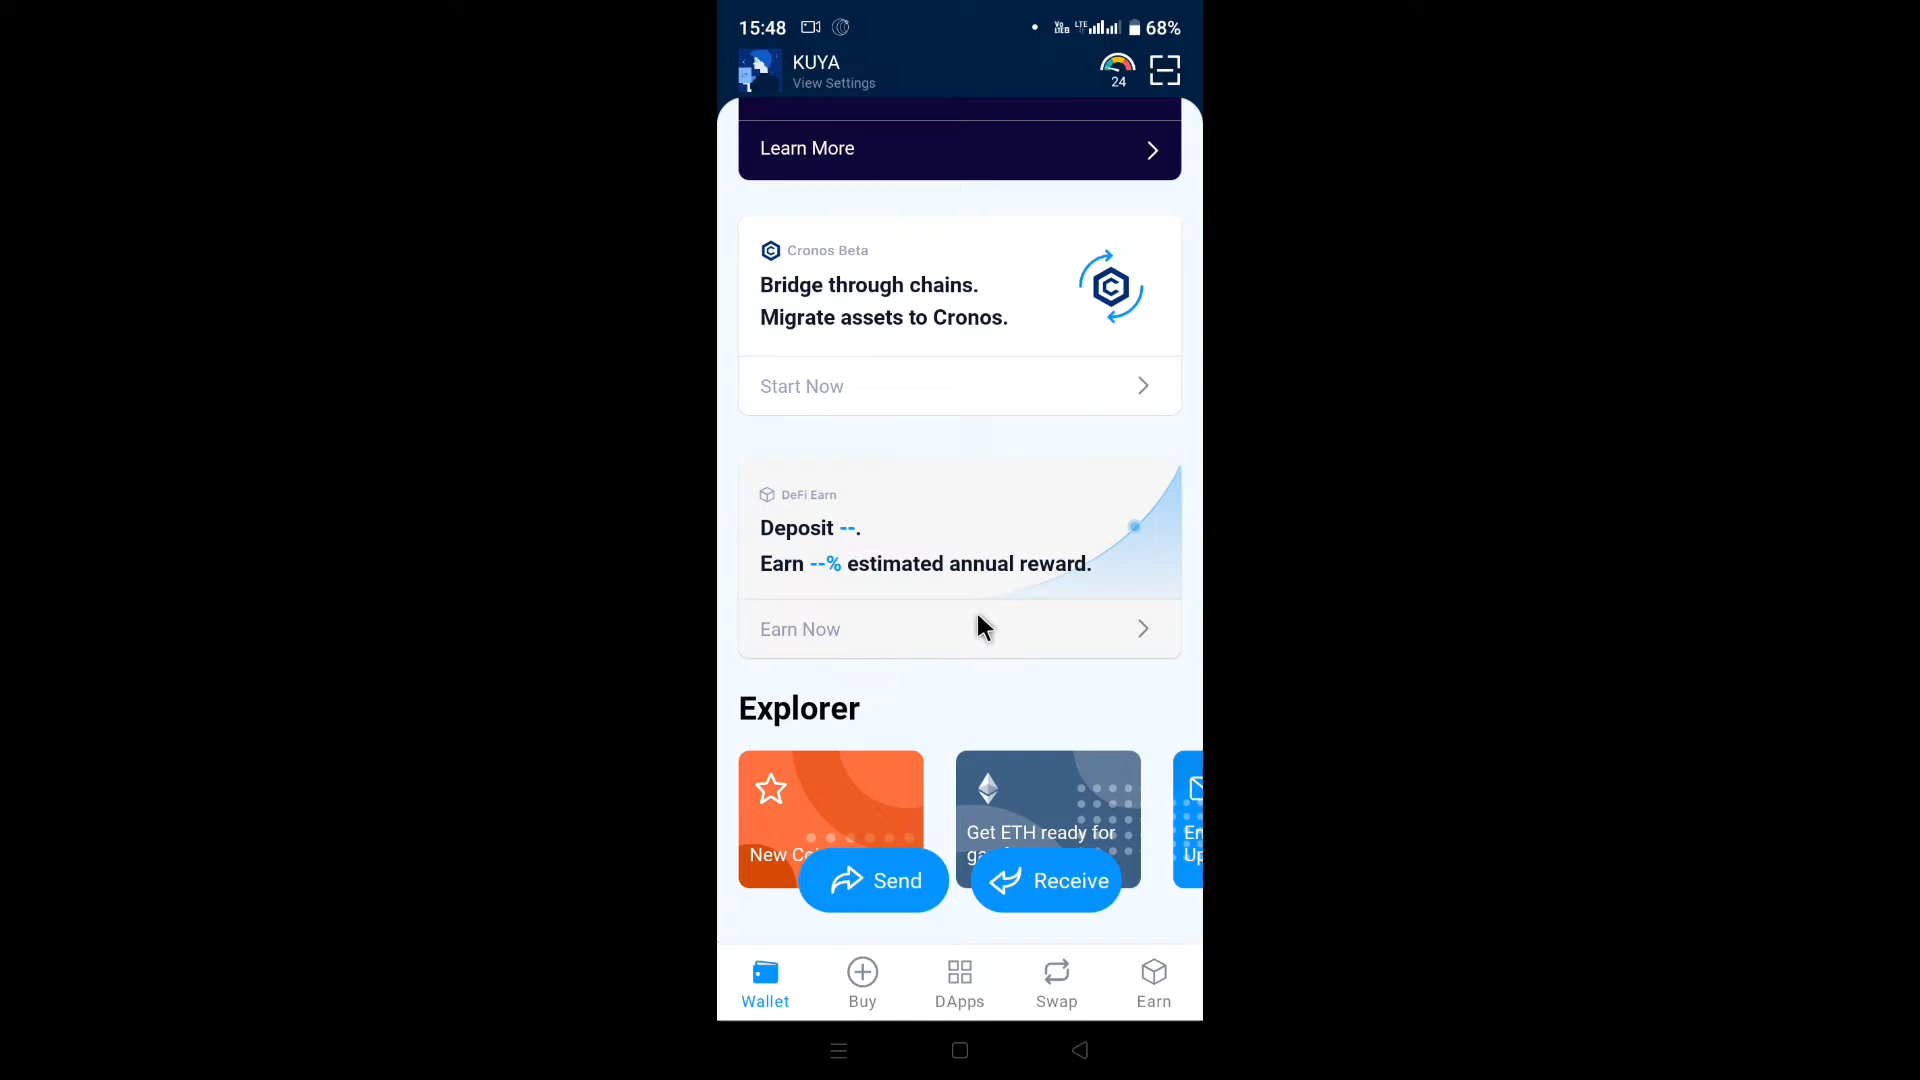 15:48
68%
KUYA
View Settings
24
Learn More
Cronos Beta
Bridge through chains.
Migrate assets to Cronos.
Start Now
DeFi Earn
Deposit --.
Earn --% estimated annual reward.
Earn Now
Explorer
New
Get ETH ready for
Send
Receive
Wallet
Buy
DApps
Swap
Earn